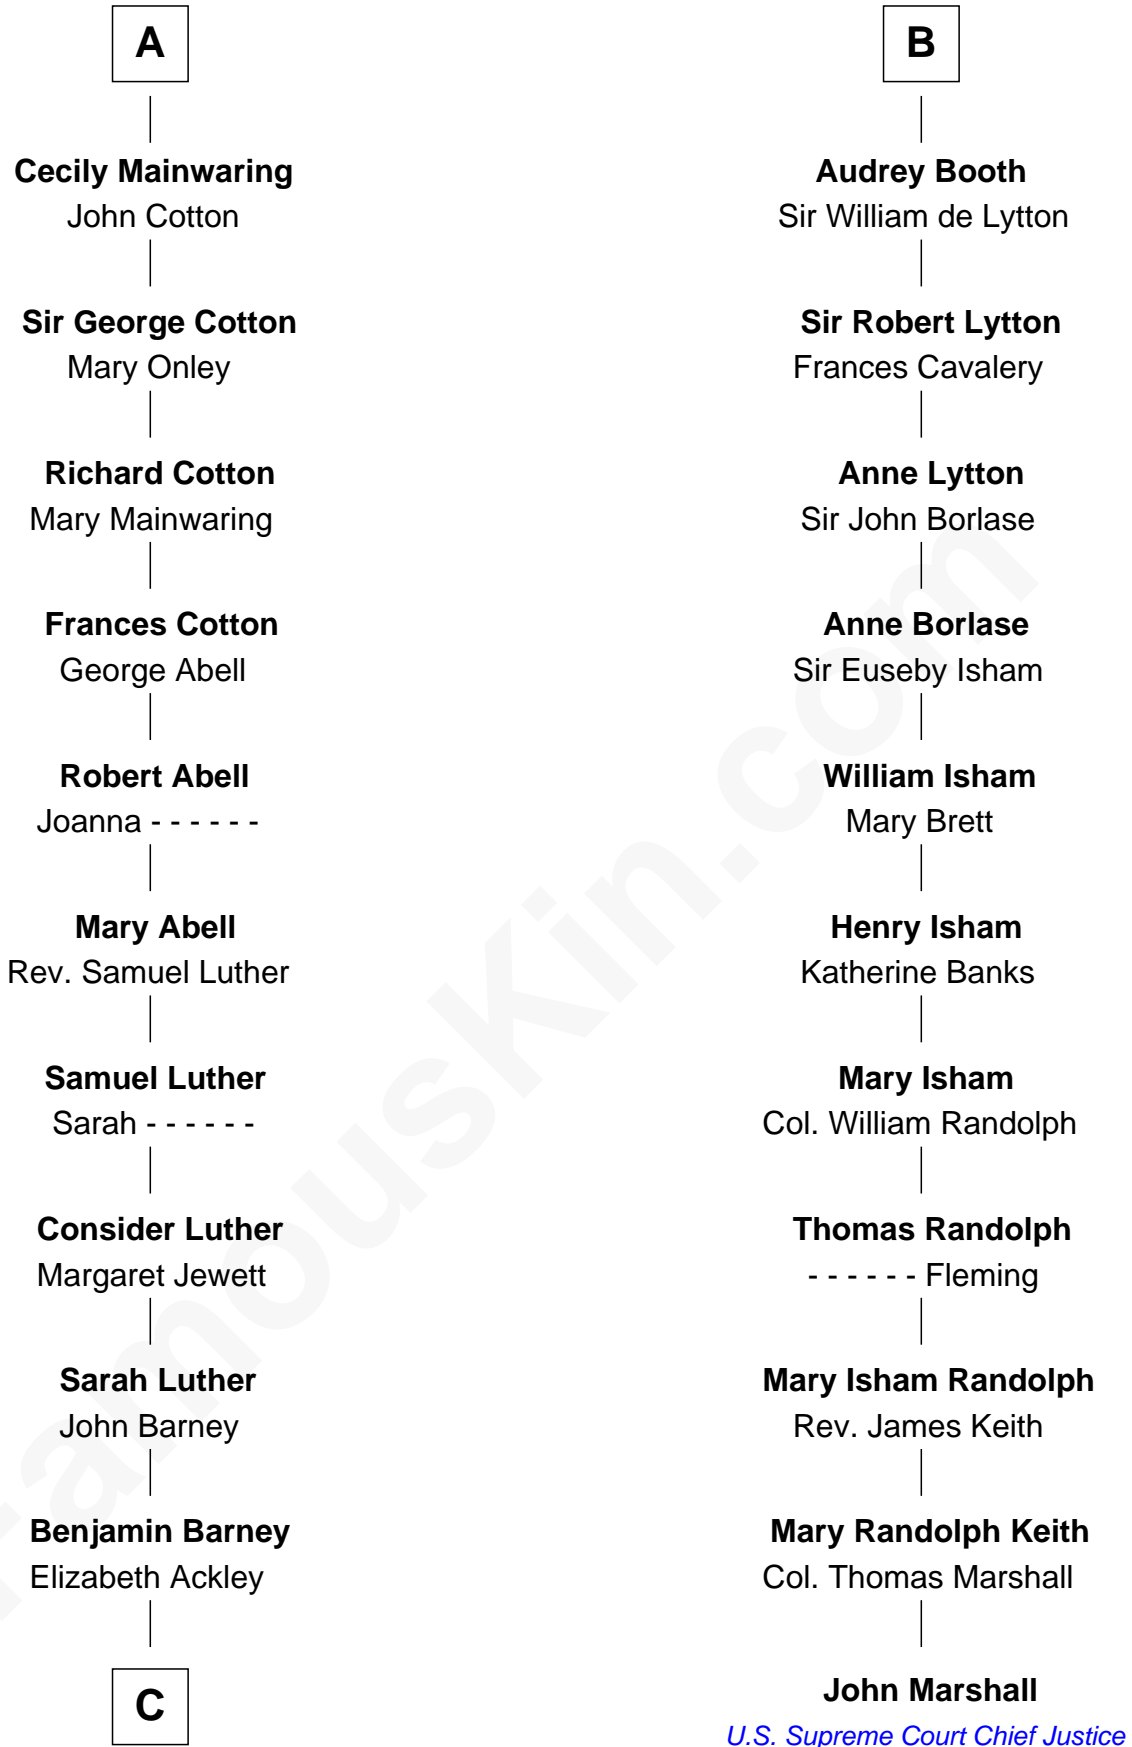 A
Cecily Mainwaring
John Cotton
Sir George Cotton
Mary Onley
Richard Cotton
Mary Mainwaring
Frances Cotton
George Abell
Robert Abell
Joanna - - - - - -
Mary Abell
Rev. Samuel Luther
Samuel Luther
Sarah - - - - - -
Consider Luther
Margaret Jewett
Sarah Luther
John Barney
Benjamin Barney
Elizabeth Ackley
C
B
Audrey Booth
Sir William de Lytton
Sir Robert Lytton
Frances Cavalery
Anne Lytton
Sir John Borlase
Anne Borlase
Sir Euseby Isham
William Isham
Mary Brett
Henry Isham
Katherine Banks
Mary Isham
Col. William Randolph
Thomas Randolph
- - - - - - Fleming
Mary Isham Randolph
Rev. James Keith
Mary Randolph Keith
Col. Thomas Marshall
John Marshall
U.S. Supreme Court Chief Justice
FamousKin.com